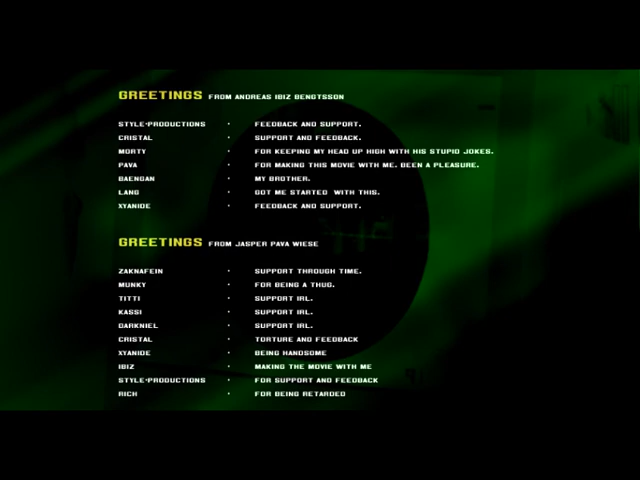 GREETINGS FROM ANDREAS IBIZ BENGTSSON
STYLE-PRODUCTIONS · FEEDBACK AND SUPPORT.
CRISTAL · SUPPORT AND FEEDBACK.
MORTY · FOR KEEPING MY HEAD UP HIGH WITH HIS STUPID JOKES.
PAVA · FOR MAKING THIS MOVIE WITH ME. BEEN A PLEASURE.
BAENGAN · MY BROTHER.
LANG · GOT ME STARTED WITH THIS.
XYANIDE · FEEDBACK AND SUPPORT.
GREETINGS FROM JASPER PAVA WIESE
ZAKNAFEIN · SUPPORT THROUGH TIME.
MUNKY · FOR BEING A THUG.
TITTI · SUPPORT IRL.
KASSI · SUPPORT IRL.
DARKNIEL · SUPPORT IRL.
CRISTAL · TORTURE AND FEEDBACK
XYANIDE · BEING HANDSOME
IBIZ · MAKING THE MOVIE WITH ME
STYLE-PRODUCTIONS · FOR SUPPORT AND FEEDBACK
RICH · FOR BEING RETARDED